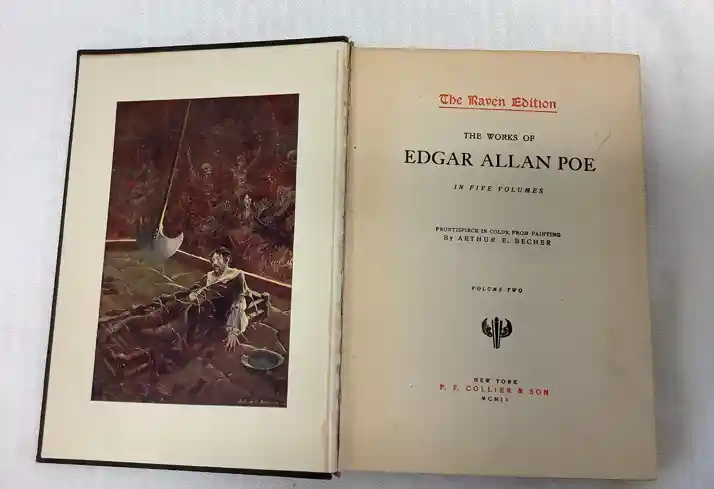 The Raven Edition
THE WORKS OF
EDGAR ALLAN POE
IN FIVE VOLUMES
FRONTISPIECE IN COLOR FROM PAINTING
BY ARTHUR E. BECHER
VOLUME TWO
NEW YORK
P. F. COLLIER & SON